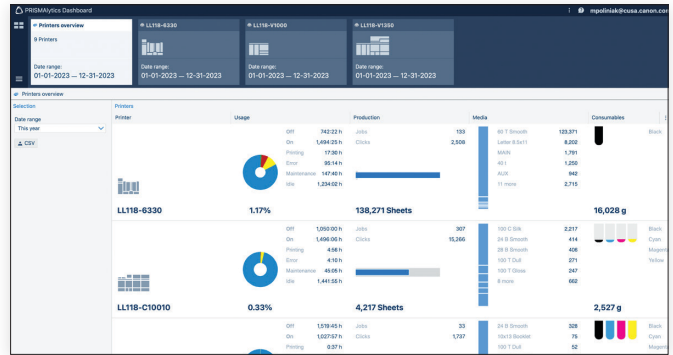 PRISMAlytics Dashboard
mpoliniak@cusa.canon.com
Printers overview
9 Printers
Date range:
01-01-2023 — 12-31-2023
LL118-6330
Date range:
01-01-2023 — 12-31-2023
LL118-V1000
Date range:
01-01-2023 — 12-31-2023
LL118-V1350
Date range:
01-01-2023 — 12-31-2023
Printers overview
Selection
Date range
This year
CSV
Printers
Printer Usage Production Media Consumables
Off 742:22 h Jobs 133 60 T Smooth 123,371 Black
On 1,494:25 h Clicks 2,508 Letter 8.5x11 8,202
Printing 17:30 h MAIN 1,791
Error 95:14 h 40 l 1,250
Maintenance 147:40 h AUX 942
Idle 1,234:02 h 11 more 2,715
LL118-6330 1.17% 138,271 Sheets 16,028 g
Off 1,050:00 h Jobs 307 100 C Silk 2,217 Black
On 1,496:06 h Clicks 15,266 24 B Smooth 414 Cyan
Printing 4:56 h 28 B Smooth 406 Magenta
Error 4:10 h 100 T Dull 271 Yellow
Maintenance 45:05 h 100 T Gloss 247
Idle 1,441:55 h 6 more 662
LL118-C10010 0.33% 4,217 Sheets 2,527 g
Off 1,519:45 h Jobs 33 24 B Smooth 328 Black
On 1,027:57 h Clicks 1,737 10x13 Booklet 75 Cyan
Printing 0:37 h 100 T Dull 52 Magenta